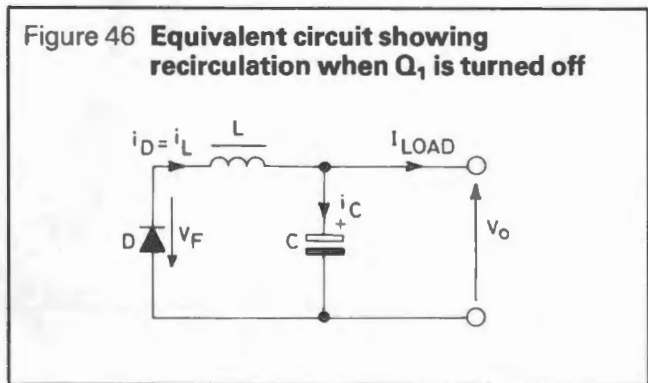 Figure 46 Equivalent circuit showing
recirculation when Q₁ is turned off
i_D = i_L
L
I_LOAD
D
V_F
i_C
+
C
V_o